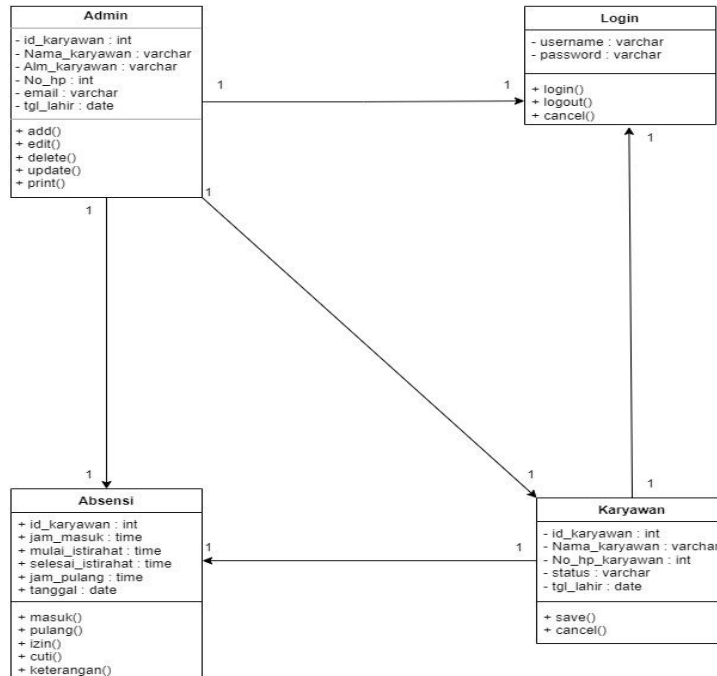 Admin
- id_karyawan : int
- Nama_karyawan : varchar
- Alm_karyawan : varchar
- No_hp : int
- email : varchar
- tgl_lahir : date
+ add()
+ edit()
+ delete()
+ update()
+ print()
Login
- username : varchar
- password : varchar
+ login()
+ logout()
+ cancel()
1
1
1
1
1
1
1
1
Absensi
+ id_karyawan : int
+ jam_masuk : time
+ mulai_istirahat : time
+ selesai_istirahat : time
+ jam_pulang : time
+ tanggal : date
+ masuk()
+ pulang()
+ izin()
+ cuti()
+ keterangan()
1
1
Karyawan
- id_karyawan : int
- Nama_karyawan : varchar
- No_hp_karyawan : int
- status : varchar
- tgl_lahir : date
+ save()
+ cancel()